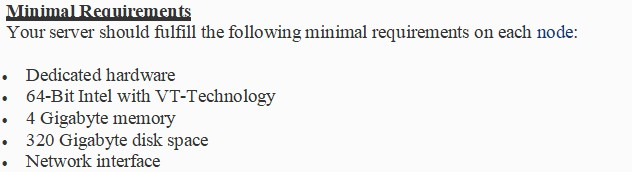 Minimal Requirements
Your server should fulfill the following minimal requirements on each node:
• Dedicated hardware
• 64-Bit Intel with VT-Technology
• 4 Gigabyte memory
• 320 Gigabyte disk space
• Network interface